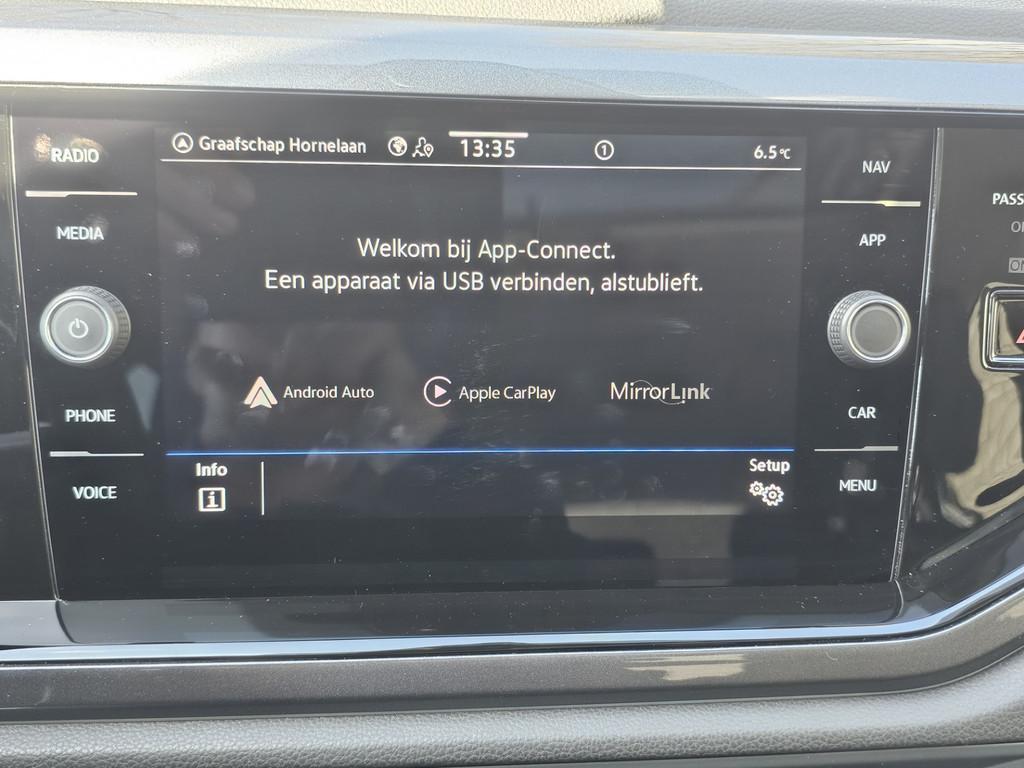 RADIO
MEDIA
PHONE
VOICE
Graafschap Hornelaan
13:35
1
6.5°C
Welkom bij App-Connect.
Een apparaat via USB verbinden, alstublieft.
Android Auto
Apple CarPlay
MirrorLink
Info
Setup
NAV
APP
CAR
MENU
PASS